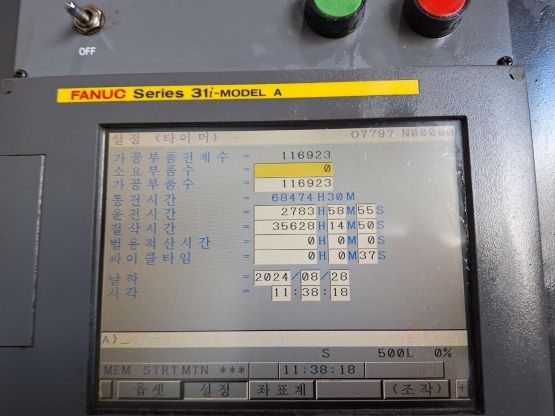 OFF
FANUC Series 31i-MODEL A
설정 (타이머) O7797 N00000
가공부품전체수 = 116923
소요부품수 = 0
가공부품수 = 116923
통전시간 = 68474H30M
운전시간 = 2783H58M55S
절삭시간 = 35628H14M50S
범용적산시간 = 0H 0M 0S
싸이클타임 = 0H 0M37S
날짜 = 2024/08/28
시각 = 11:38:18
A)_
S 500L 0%
MEM STRT MTN *** 11:38:18
옵셋 설정 좌표계 (조작) +